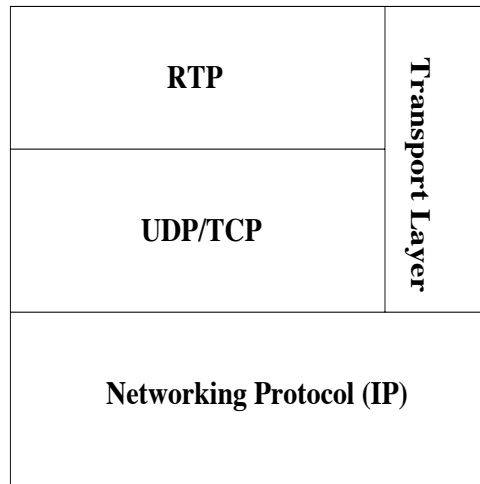 RTP
Transport Layer
UDP/TCP
Networking Protocol (IP)